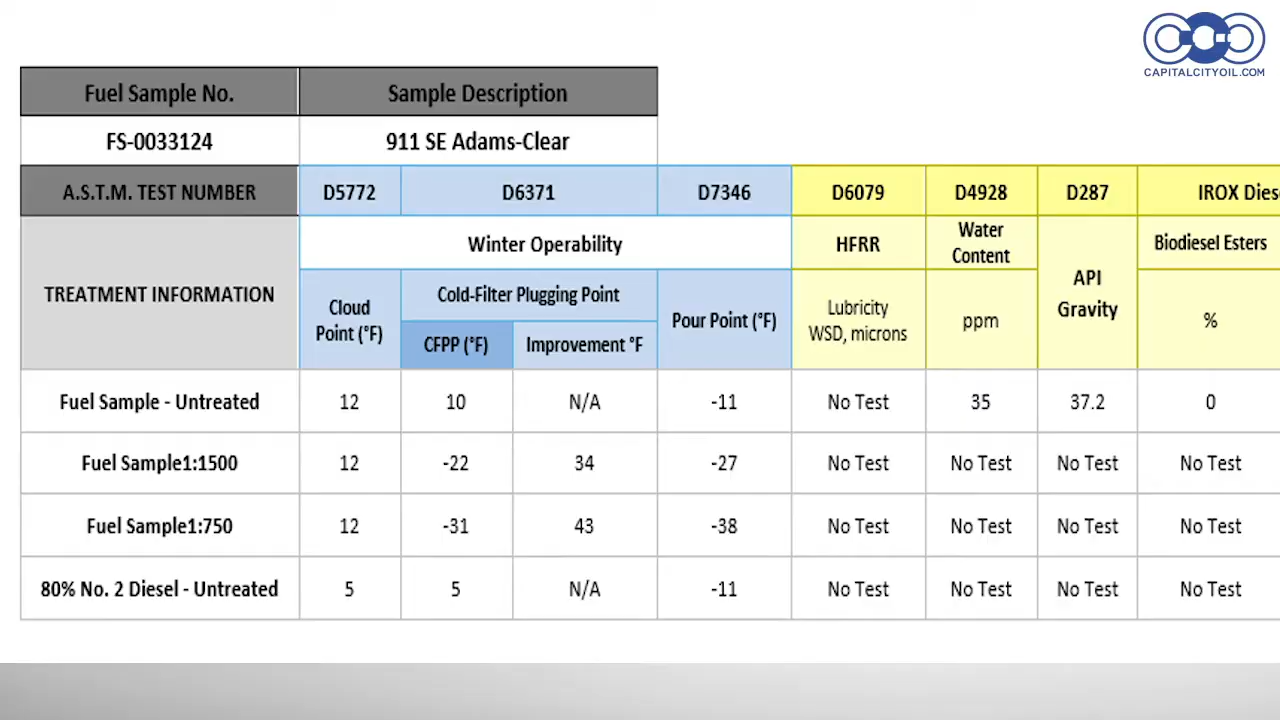 CAPITALCITYOIL.COM
Fuel Sample No. Sample Description
FS-0033124 911 SE Adams-Clear
A.S.T.M. TEST NUMBER D5772 D6371 D7346 D6079 D4928 D287 IROX Dies
TREATMENT INFORMATION
Winter Operability
HFRR
Water
Content
Biodiesel Esters
Cloud
Point (°F)
Cold-Filter Plugging Point
CFPP (°F) Improvement °F
Pour Point (°F)
Lubricity
WSD, microns
ppm
API
Gravity
%
Fuel Sample - Untreated 12 10 N/A -11 No Test 35 37.2 0
Fuel Sample1:1500 12 -22 34 -27 No Test No Test No Test No Test
Fuel Sample1:750 12 -31 43 -38 No Test No Test No Test No Test
80% No. 2 Diesel - Untreated 5 5 N/A -11 No Test No Test No Test No Test